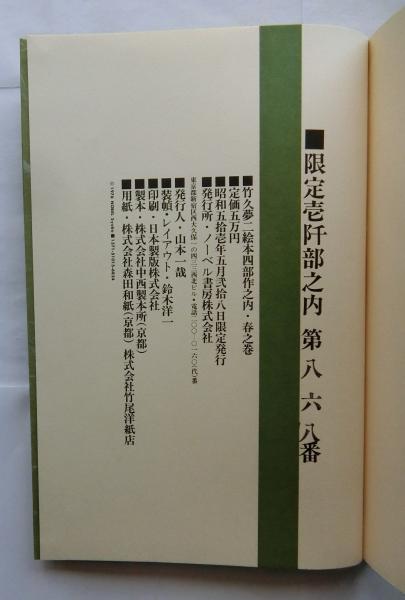 ■限定壱阡部之内 第八六八番
■竹久夢二絵本四部作之内・春之巻
■定価五万円
■昭和五拾壱年五月弐拾八日限定発行
■発行所・ノーベル書房株式会社
■発行人・山本一哉
■装幀・レイアウト・鈴木洋一
■印刷・日本製版株式会社
■製本・株式会社中西製本所(京都)
■用紙・株式会社森田和紙(京都) 株式会社竹尾洋紙店